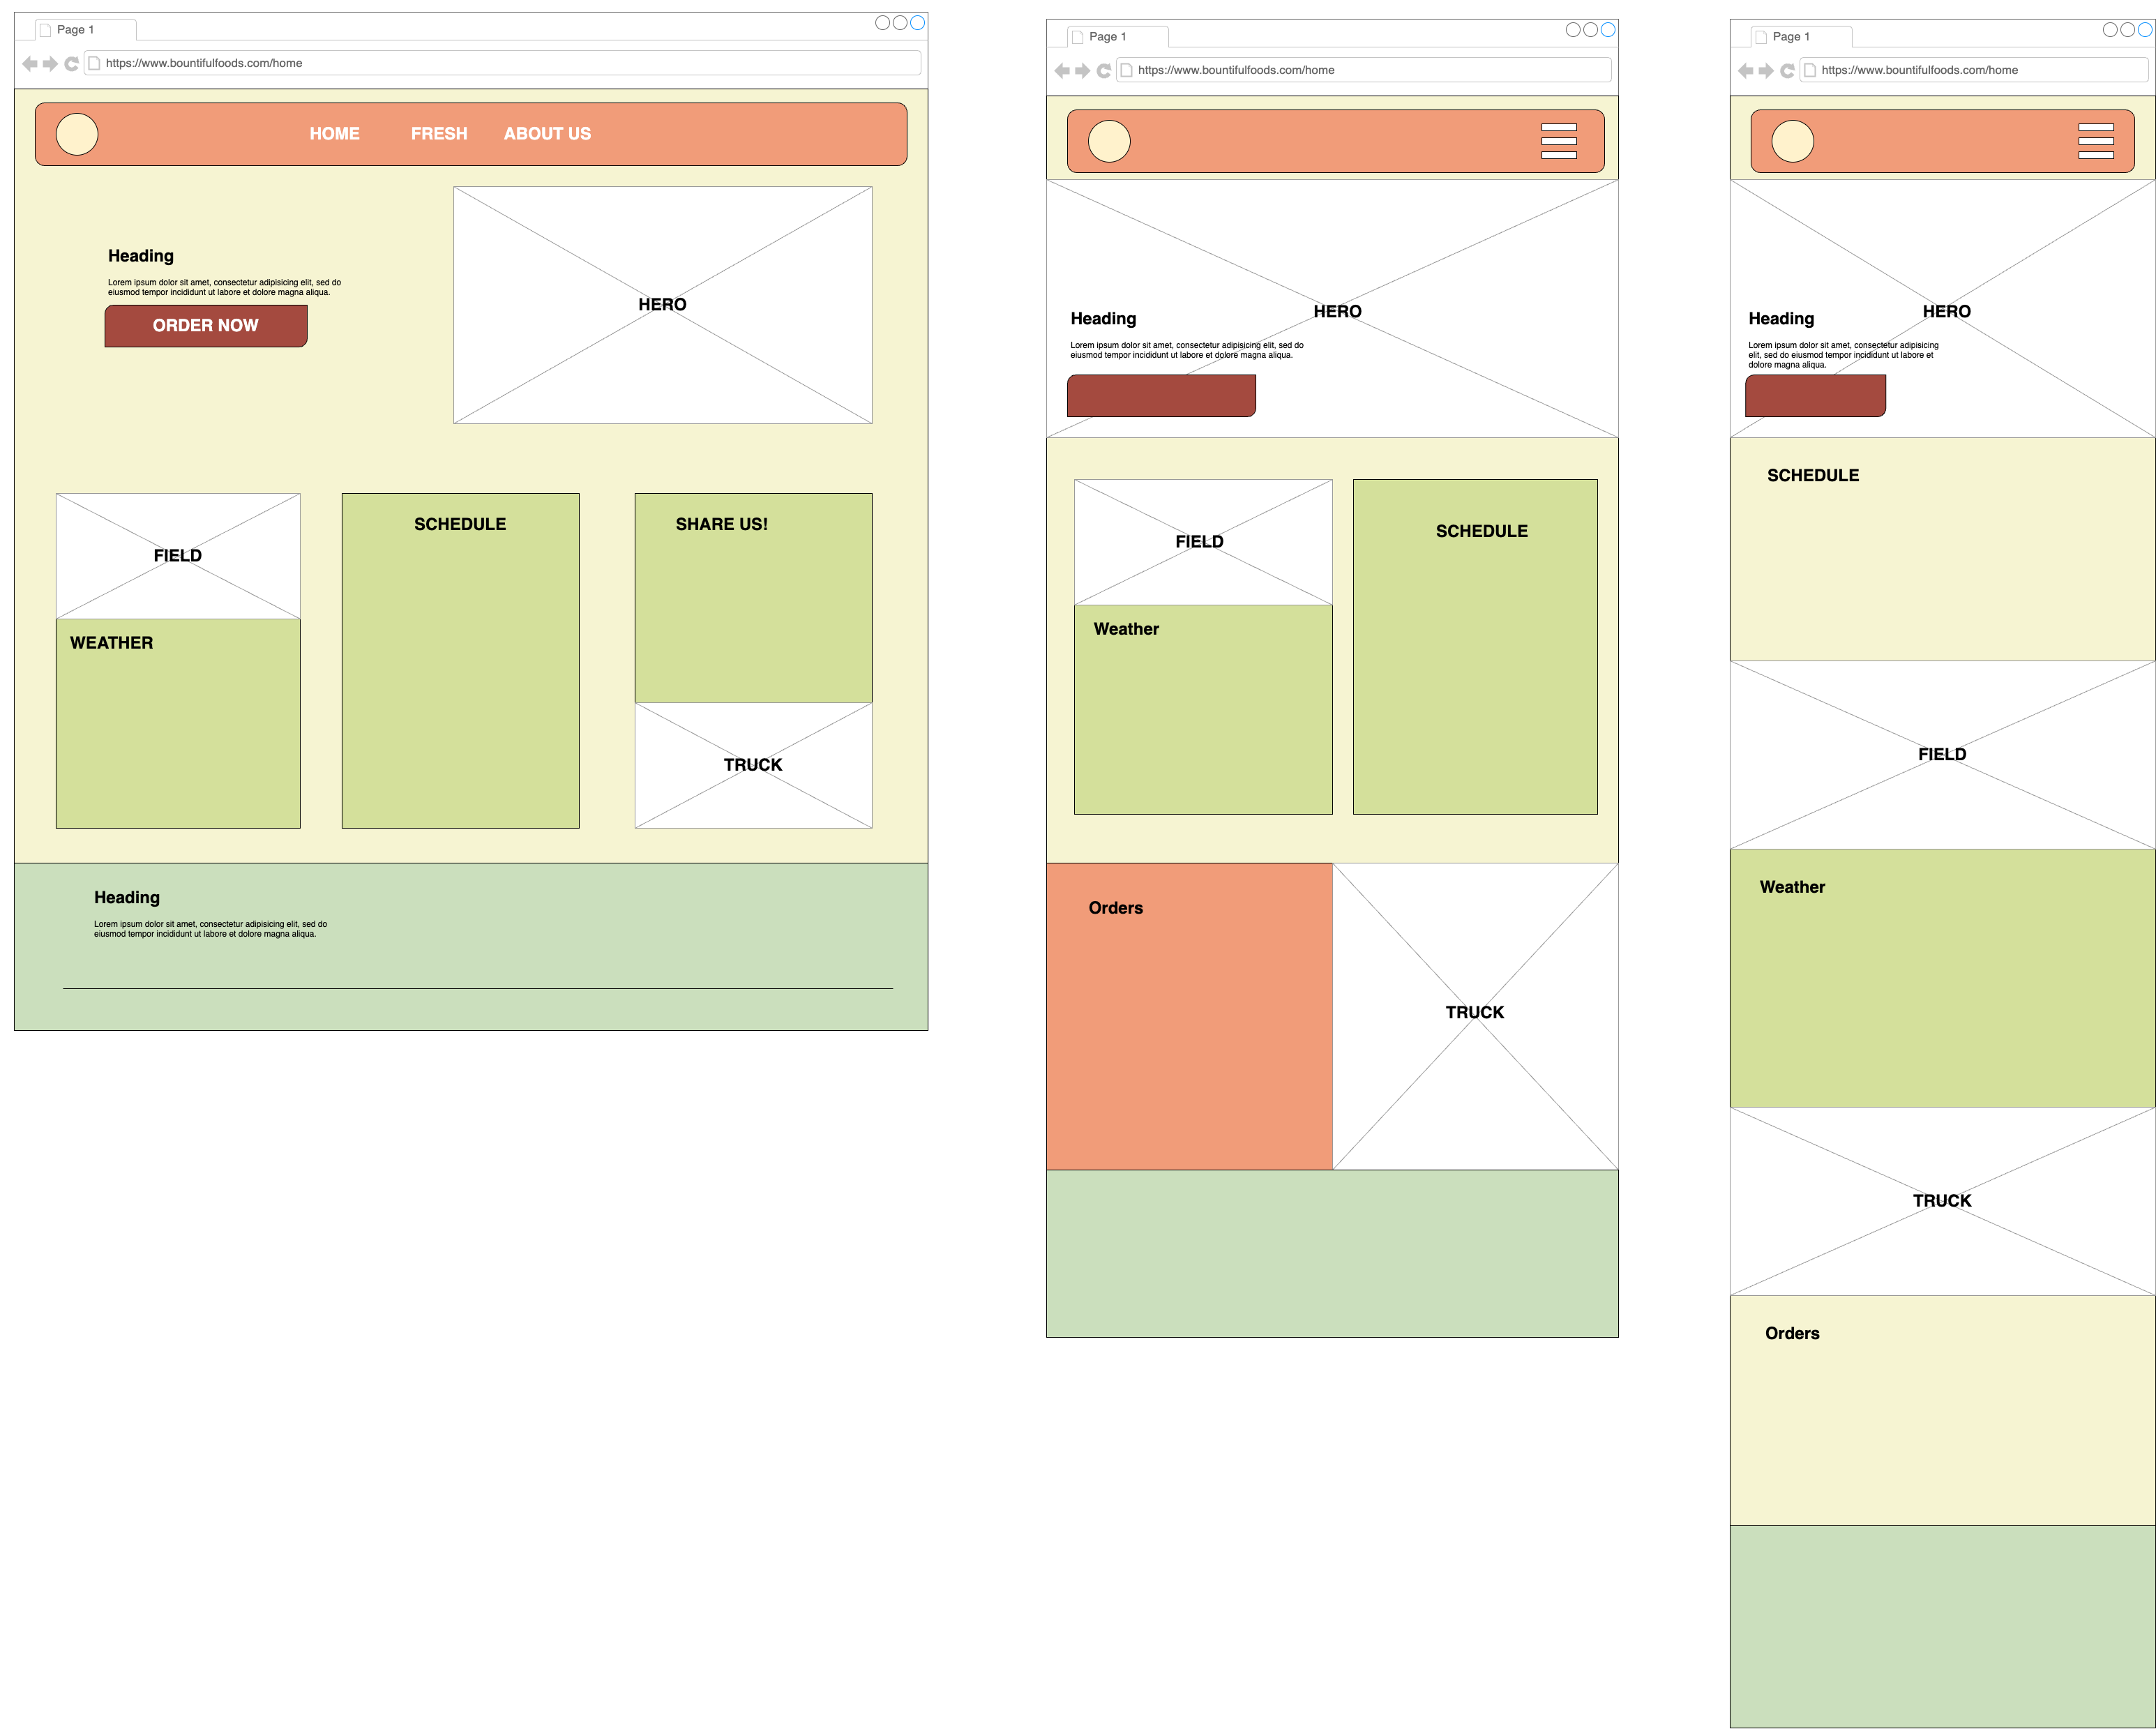 Page 1
https://www.bountifulfoods.com/home
HOME FRESH ABOUT US
Heading
Lorem ipsum dolor sit amet, consectetur adipisicing elit, sed do
eiusmod tempor incididunt ut labore et dolore magna aliqua.
ORDER NOW
HERO
FIELD
WEATHER
SCHEDULE
SHARE US!
TRUCK
Heading
Lorem ipsum dolor sit amet, consectetur adipisicing elit, sed do
eiusmod tempor incididunt ut labore et dolore magna aliqua.
Page 1
https://www.bountifulfoods.com/home
HERO
Heading
Lorem ipsum dolor sit amet, consectetur adipisicing elit, sed do
eiusmod tempor incididunt ut labore et dolore magna aliqua.
FIELD
Weather
SCHEDULE
Orders
TRUCK
Page 1
https://www.bountifulfoods.com/home
HERO
Heading
Lorem ipsum dolor sit amet, consectetur adipisicing
elit, sed do eiusmod tempor incididunt ut labore et
dolore magna aliqua.
SCHEDULE
FIELD
Weather
TRUCK
Orders